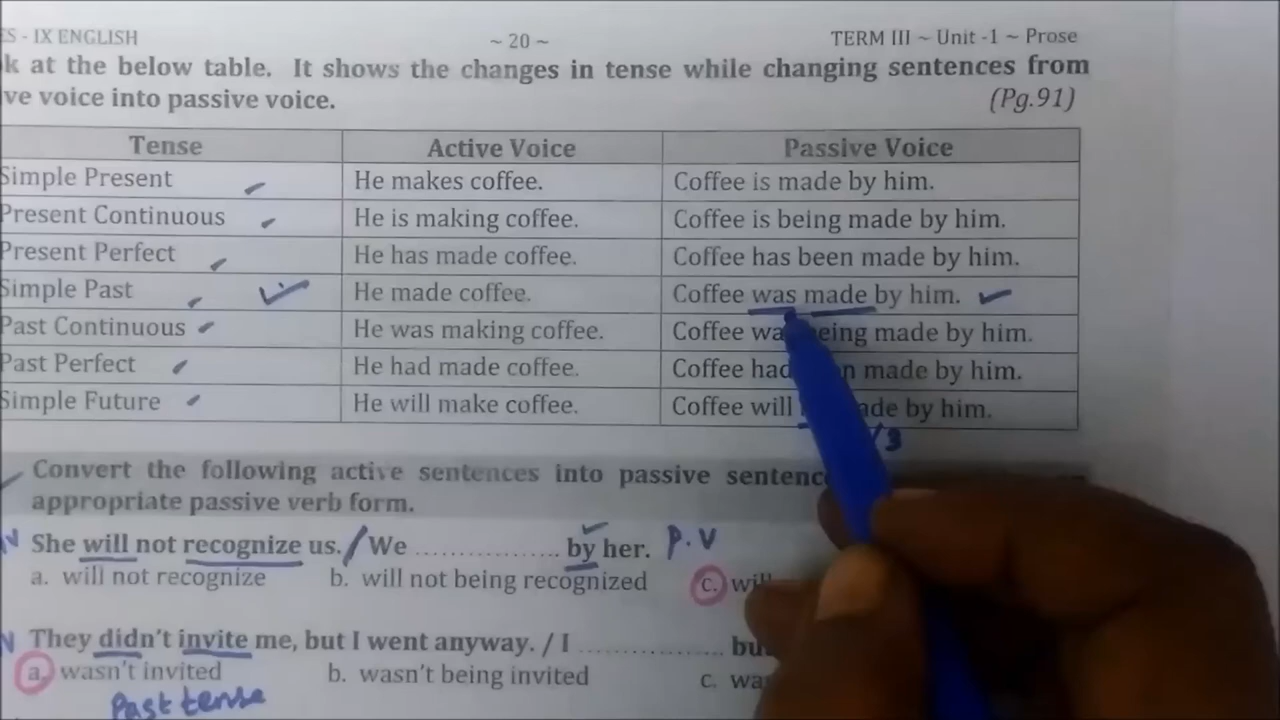 S - IX ENGLISH ~ 20 ~ TERM III ~ Unit -1 ~ Prose
k at the below table. It shows the changes in tense while changing sentences from
ve voice into passive voice. (Pg.91)
Tense Active Voice Passive Voice
Simple Present He makes coffee. Coffee is made by him.
Present Continuous He is making coffee. Coffee is being made by him.
Present Perfect He has made coffee. Coffee has been made by him.
Simple Past He made coffee. Coffee was made by him.
Past Continuous He was making coffee. Coffee wa being made by him.
Past Perfect He had made coffee. Coffee had n made by him.
Simple Future He will make coffee. Coffee will ade by him.
/3
Convert the following active sentences into passive sentenc
appropriate passive verb form.
She will not recognize us. / We ................. by her. P.V
a. will not recognize b. will not being recognized c. wil
They didn't invite me, but I went anyway. / I ................. bu
a. wasn't invited b. wasn't being invited c. wa
Past tense